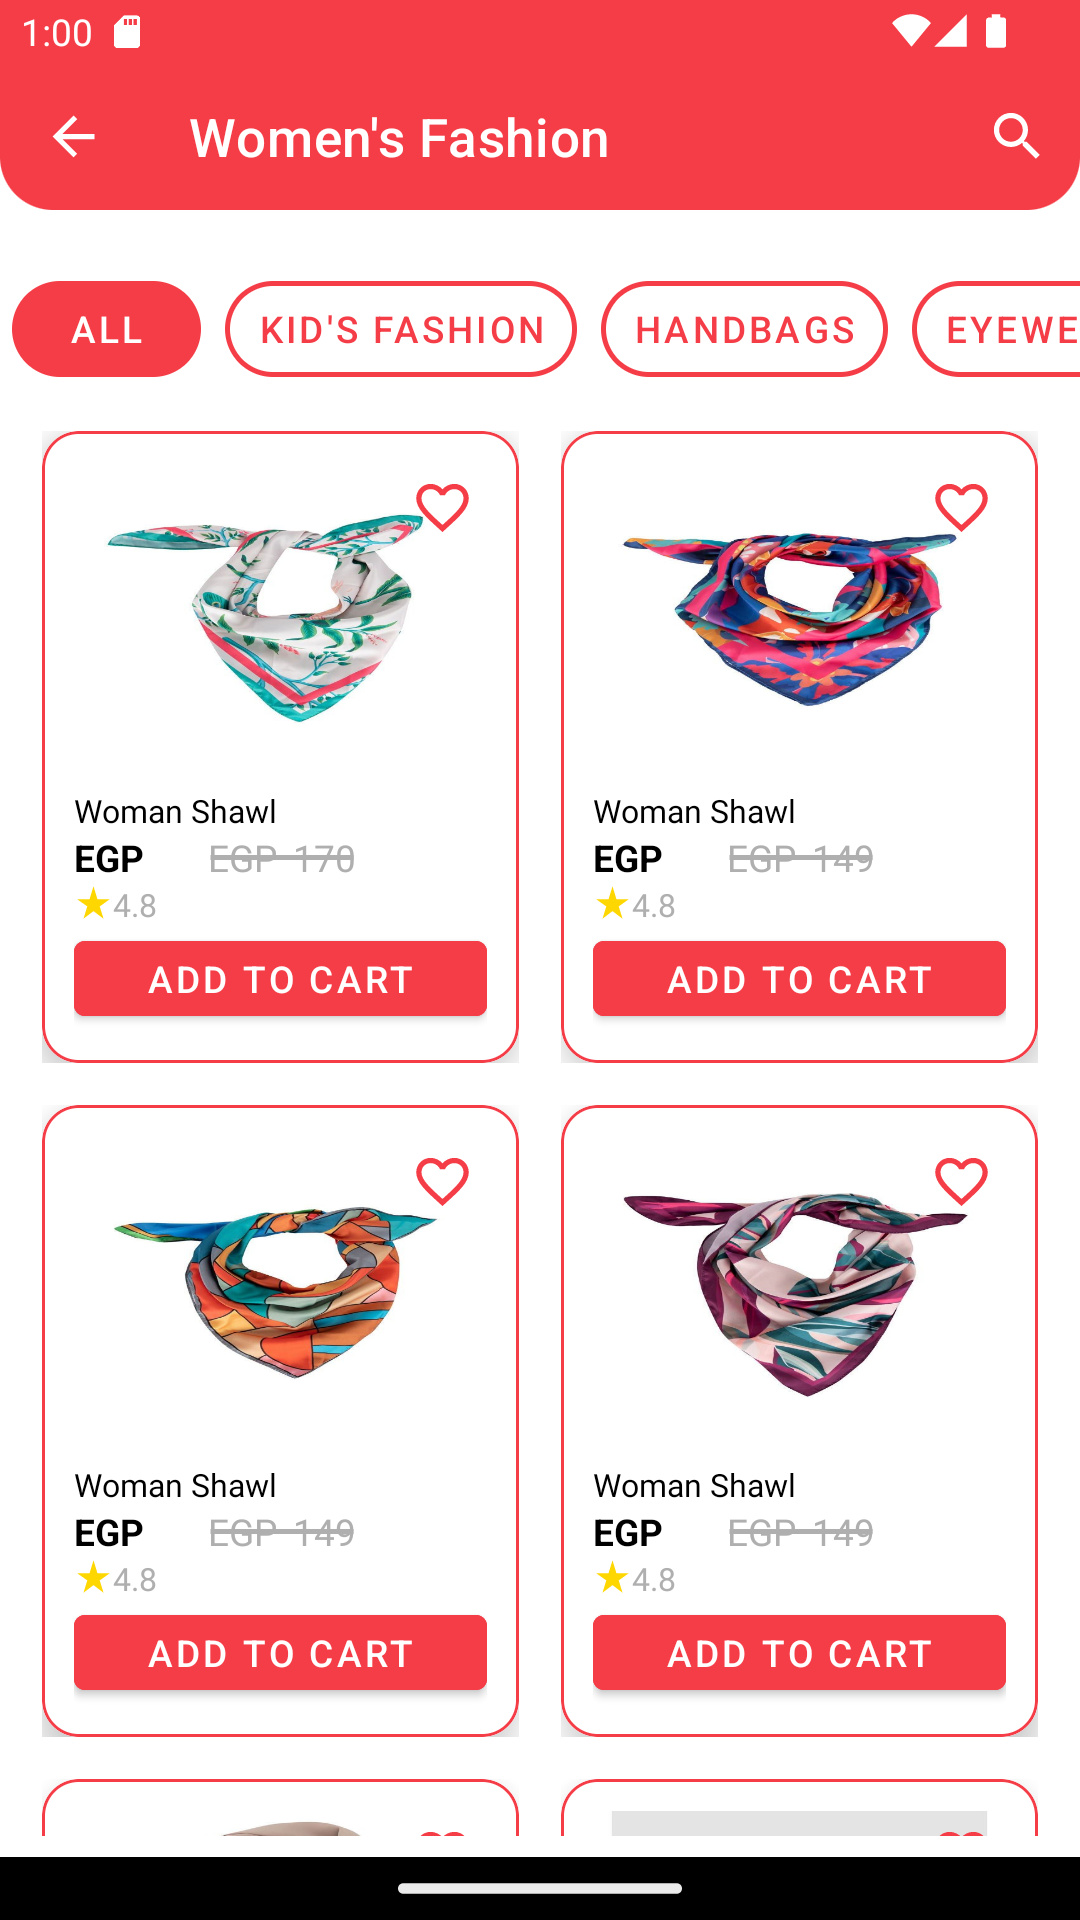 1:00
Women's Fashion
ALL
KID'S FASHION
HANDBAGS
EYEWE
Woman Shawl
EGP EGP 170
4.8
ADD TO CART
Woman Shawl
EGP EGP 149
4.8
ADD TO CART
Woman Shawl
EGP EGP 149
4.8
ADD TO CART
Woman Shawl
EGP EGP 149
4.8
ADD TO CART